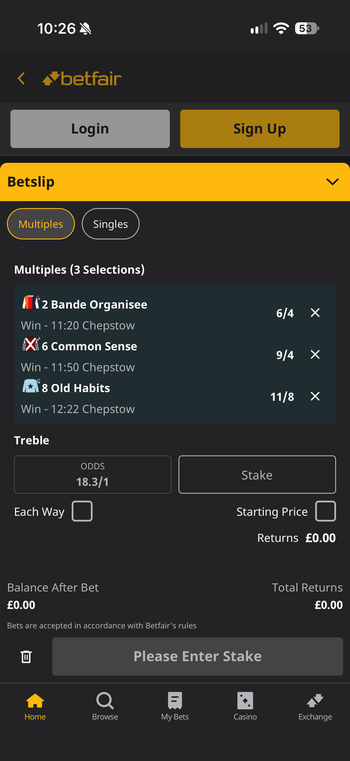 10:26
53
betfair
Login
Sign Up
Betslip
Multiples
Singles
Multiples (3 Selections)
2 Bande Organisee
6/4
Win - 11:20 Chepstow
6 Common Sense
9/4
Win - 11:50 Chepstow
8 Old Habits
11/8
Win - 12:22 Chepstow
Treble
ODDS
18.3/1
Stake
Each Way
Starting Price
Returns £0.00
Balance After Bet
Total Returns
£0.00
£0.00
Bets are accepted in accordance with Betfair's rules
Please Enter Stake
Home
Browse
My Bets
Casino
Exchange